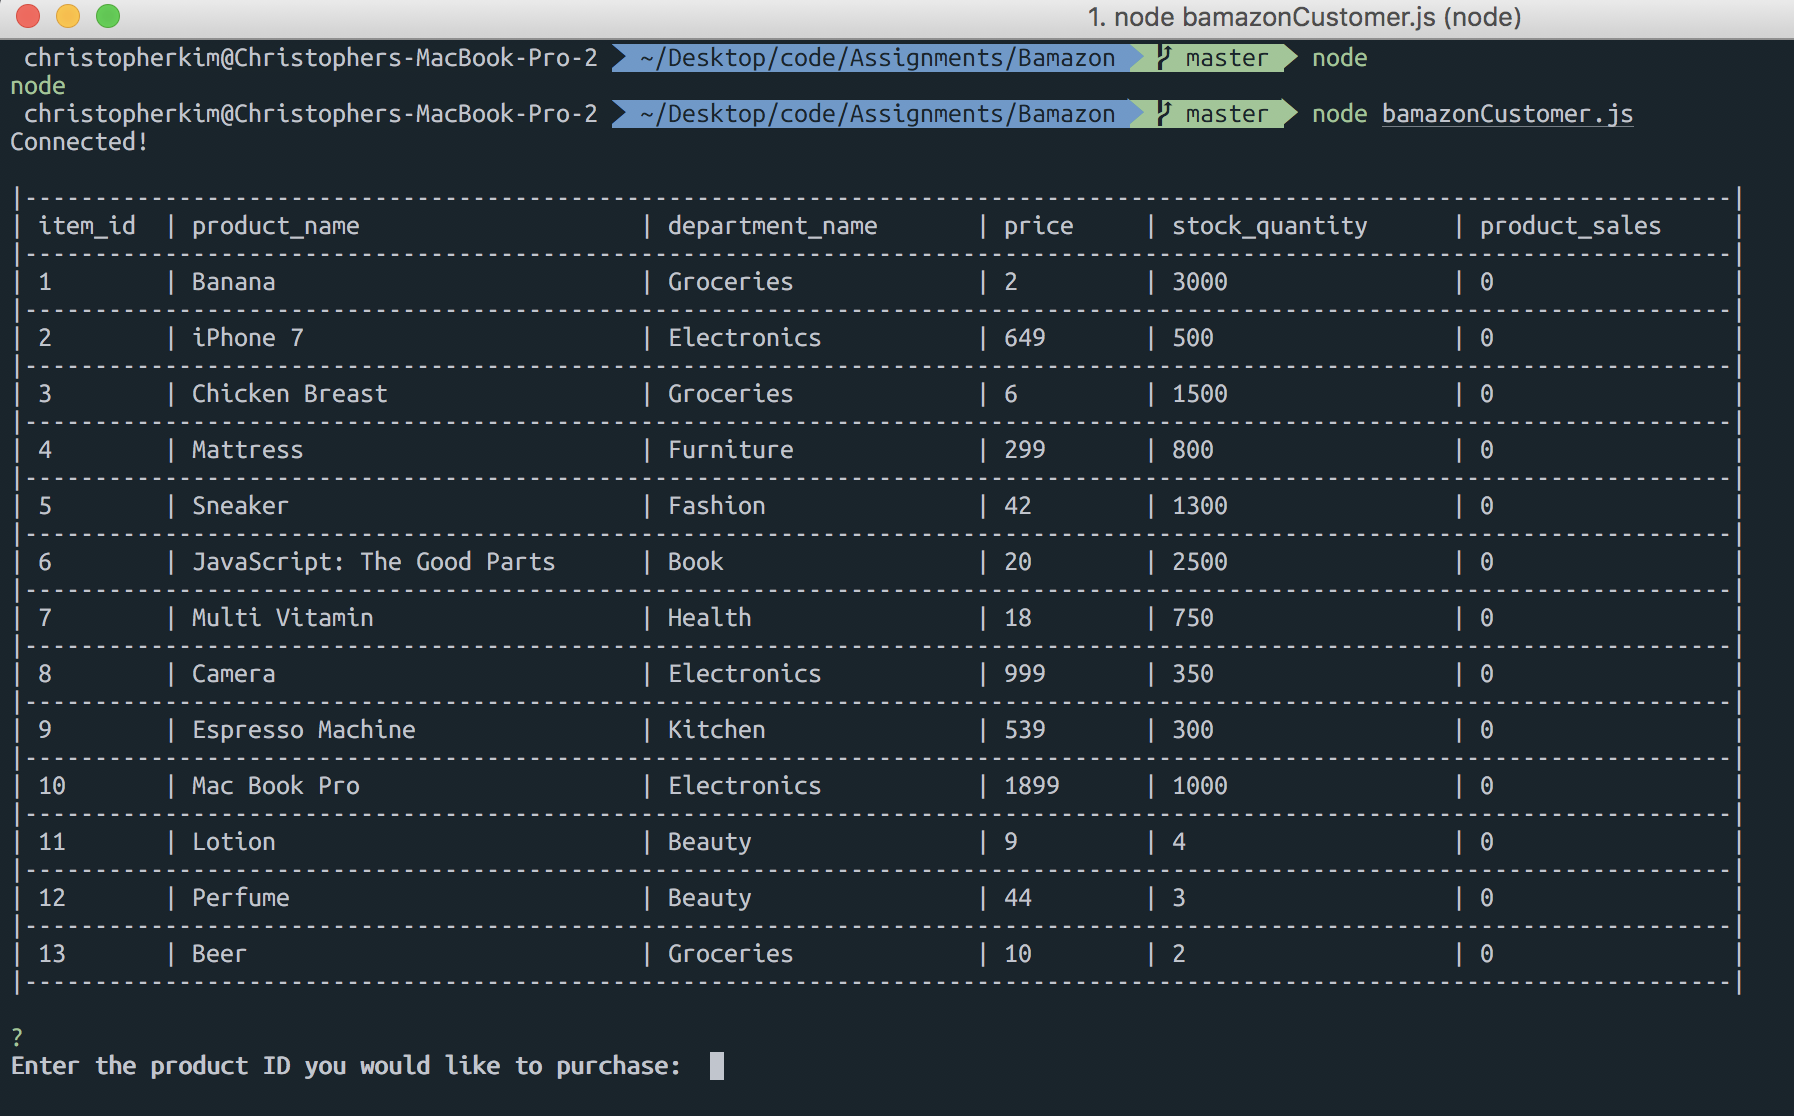 1. node bamazonCustomer.js (node)
christopherkim@Christophers-MacBook-Pro-2 ~/Desktop/code/Assignments/Bamazon master node
node
christopherkim@Christophers-MacBook-Pro-2 ~/Desktop/code/Assignments/Bamazon master node bamazonCustomer.js
Connected!
| item_id | product_name | department_name | price | stock_quantity | product_sales |
| 1 | Banana | Groceries | 2 | 3000 | 0 |
| 2 | iPhone 7 | Electronics | 649 | 500 | 0 |
| 3 | Chicken Breast | Groceries | 6 | 1500 | 0 |
| 4 | Mattress | Furniture | 299 | 800 | 0 |
| 5 | Sneaker | Fashion | 42 | 1300 | 0 |
| 6 | JavaScript: The Good Parts | Book | 20 | 2500 | 0 |
| 7 | Multi Vitamin | Health | 18 | 750 | 0 |
| 8 | Camera | Electronics | 999 | 350 | 0 |
| 9 | Espresso Machine | Kitchen | 539 | 300 | 0 |
| 10 | Mac Book Pro | Electronics | 1899 | 1000 | 0 |
| 11 | Lotion | Beauty | 9 | 4 | 0 |
| 12 | Perfume | Beauty | 44 | 3 | 0 |
| 13 | Beer | Groceries | 10 | 2 | 0 |
?
Enter the product ID you would like to purchase: